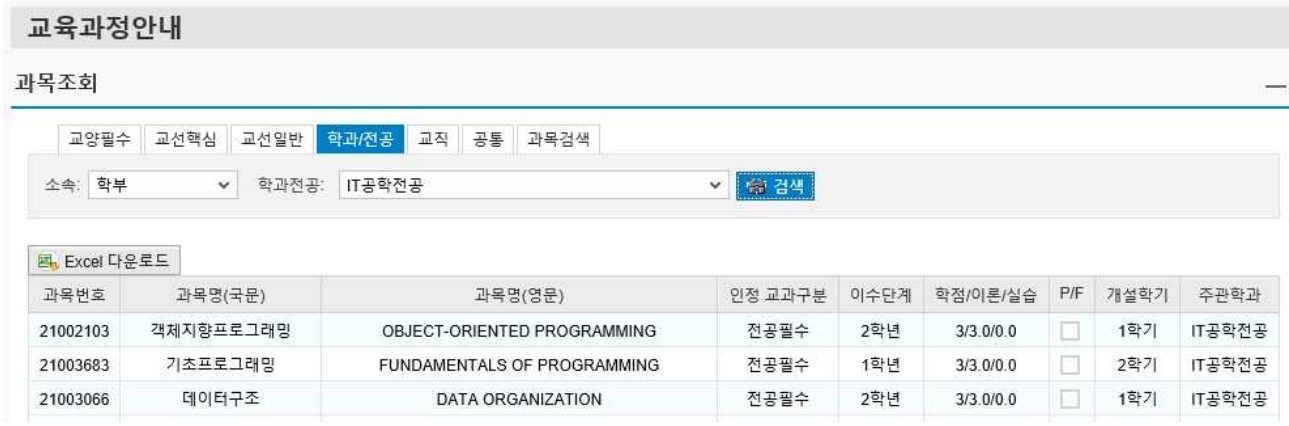 교육과정안내
과목조회
교양필수 교선핵심 교선일반 학과/전공 교직 공통 과목검색
소속: 학부 학과전공: IT공학전공 검색
Excel 다운로드
과목번호 과목명(국문) 과목명(영문) 인정 교과구분 이수단계 학점/이론/실습 P/F 개설학기 주관학과
21002103 객체지향프로그래밍 OBJECT-ORIENTED PROGRAMMING 전공필수 2학년 3/3.0/0.0 1학기 IT공학전공
21003683 기초프로그래밍 FUNDAMENTALS OF PROGRAMMING 전공필수 1학년 3/3.0/0.0 2학기 IT공학전공
21003066 데이터구조 DATA ORGANIZATION 전공필수 2학년 3/3.0/0.0 1학기 IT공학전공